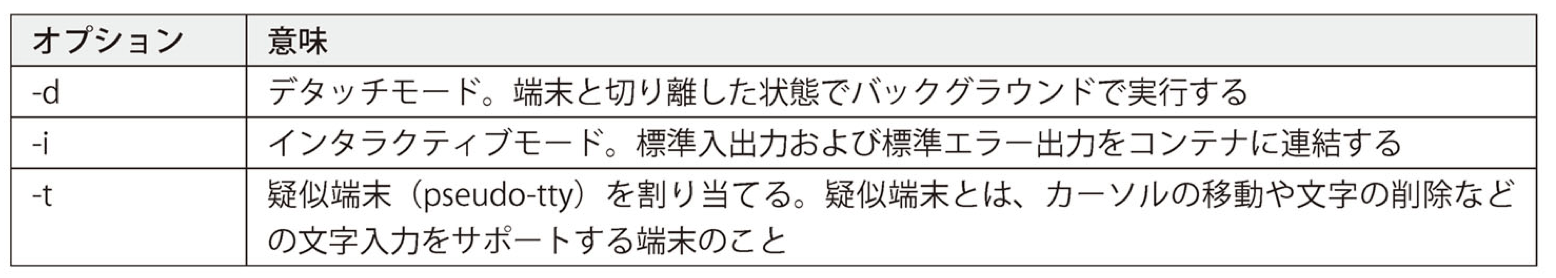 オプション 意味
-d デタッチモード。端末と切り離した状態でバックグラウンドで実行する
-i インタラクティブモード。標準入出力および標準エラー出力をコンテナに連結する
-t 疑似端末（pseudo-tty）を割り当てる。疑似端末とは、カーソルの移動や文字の削除など
の文字入力をサポートする端末のこと